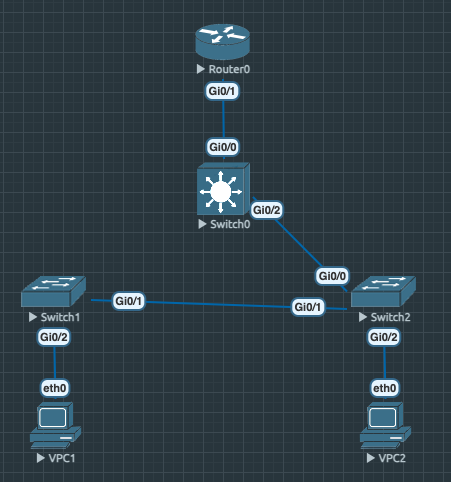 Router0
Gi0/1
Gi0/0
Gi0/2
Switch0
Gi0/0
Gi0/1
Gi0/1
Switch1
Switch2
Gi0/2
Gi0/2
eth0
eth0
VPC1
VPC2